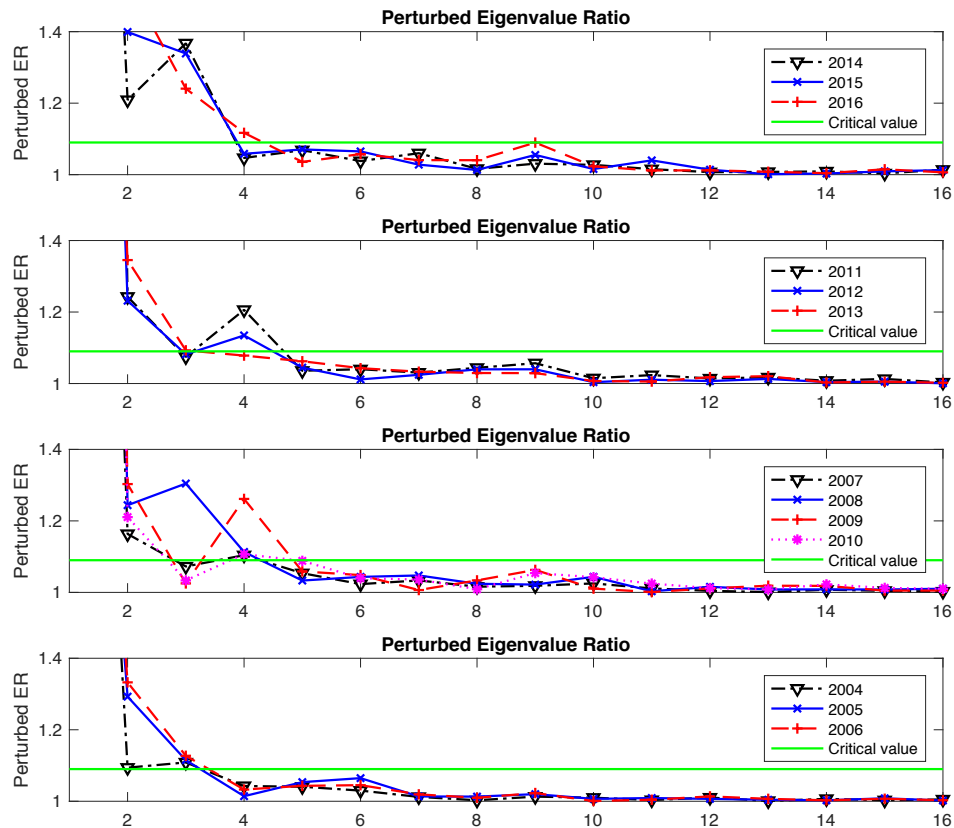 Perturbed Eigenvalue Ratio
Perturbed ER
1.4
1.2
1
2014
2015
2016
Critical value
2 4 6 8 10 12 14 16
Perturbed Eigenvalue Ratio
Perturbed ER
1.4
1.2
1
2011
2012
2013
Critical value
2 4 6 8 10 12 14 16
Perturbed Eigenvalue Ratio
Perturbed ER
1.4
1.2
1
2007
2008
2009
2010
Critical value
2 4 6 8 10 12 14 16
Perturbed Eigenvalue Ratio
Perturbed ER
1.4
1.2
1
2004
2005
2006
Critical value
2 4 6 8 10 12 14 16